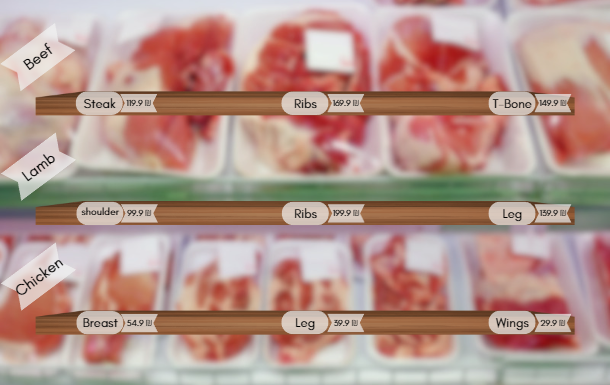 Beef
Steak 119.9 ₪
Ribs 169.9 ₪
T-Bone 149.9 ₪
Lamb
shoulder 99.9 ₪
Ribs 199.9 ₪
Leg 139.9 ₪
Chicken
Breast 54.9 ₪
Leg 39.9 ₪
Wings 29.9 ₪